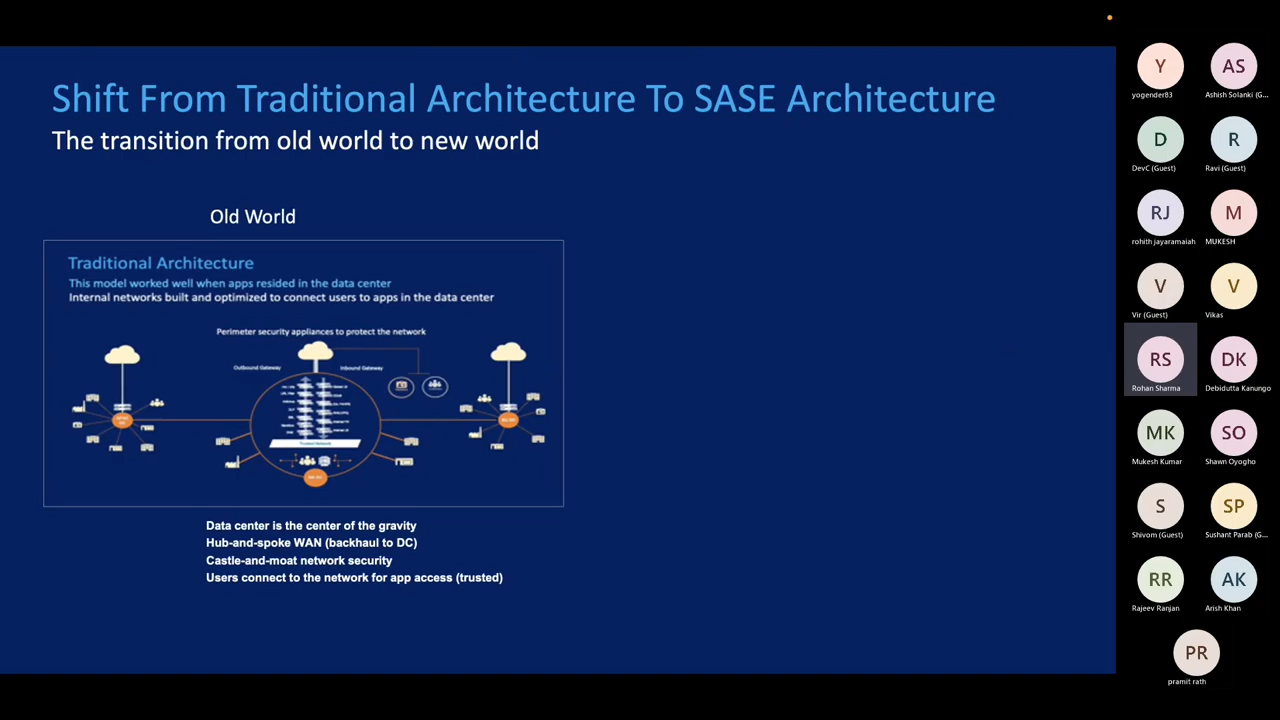 Shift From Traditional Architecture To SASE Architecture
The transition from old world to new world
Old World
Traditional Architecture
This model worked well when apps resided in the data center
Internal networks built and optimized to connect users to apps in the data center
Perimeter security appliances to protect the network
Outbound Gateway
Inbound Gateway
Trusted Network
Data center is the center of the gravity
Hub-and-spoke WAN (backhaul to DC)
Castle-and-moat network security
Users connect to the network for app access (trusted)
Y
yogender83
AS
Ashish Solanki (G...
D
DevC (Guest)
R
Ravi (Guest)
RJ
rohith jayaramaiah
M
MUKESH
V
Vir (Guest)
V
Vikas
RS
Rohan Sharma
DK
Debidutta Kanungo
MK
Mukesh Kumar
SO
Shawn Oyogho
S
Shivom (Guest)
SP
Sushant Parab (G...
RR
Rajeev Ranjan
AK
Arish Khan
PR
pramit rath